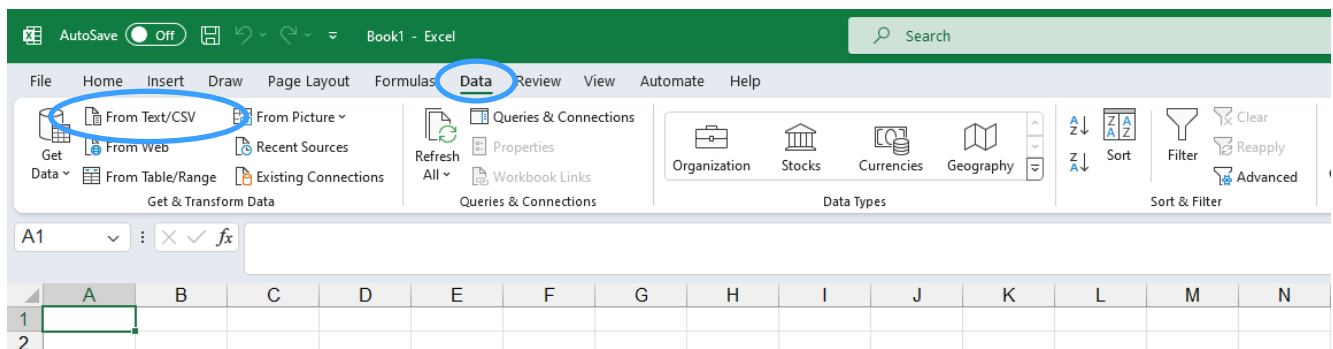 AutoSave Off Book1 - Excel Search
File Home Insert Draw Page Layout Formulas Data Review View Automate Help
Get Data
From Text/CSV
From Web
From Table/Range
From Picture
Recent Sources
Existing Connections
Get & Transform Data
Refresh All
Queries & Connections
Properties
Workbook Links
Queries & Connections
Organization Stocks Currencies Geography
Data Types
Sort
Filter
Clear
Reapply
Advanced
Sort & Filter
A1 fx
A B C D E F G H I J K L M N
1
2